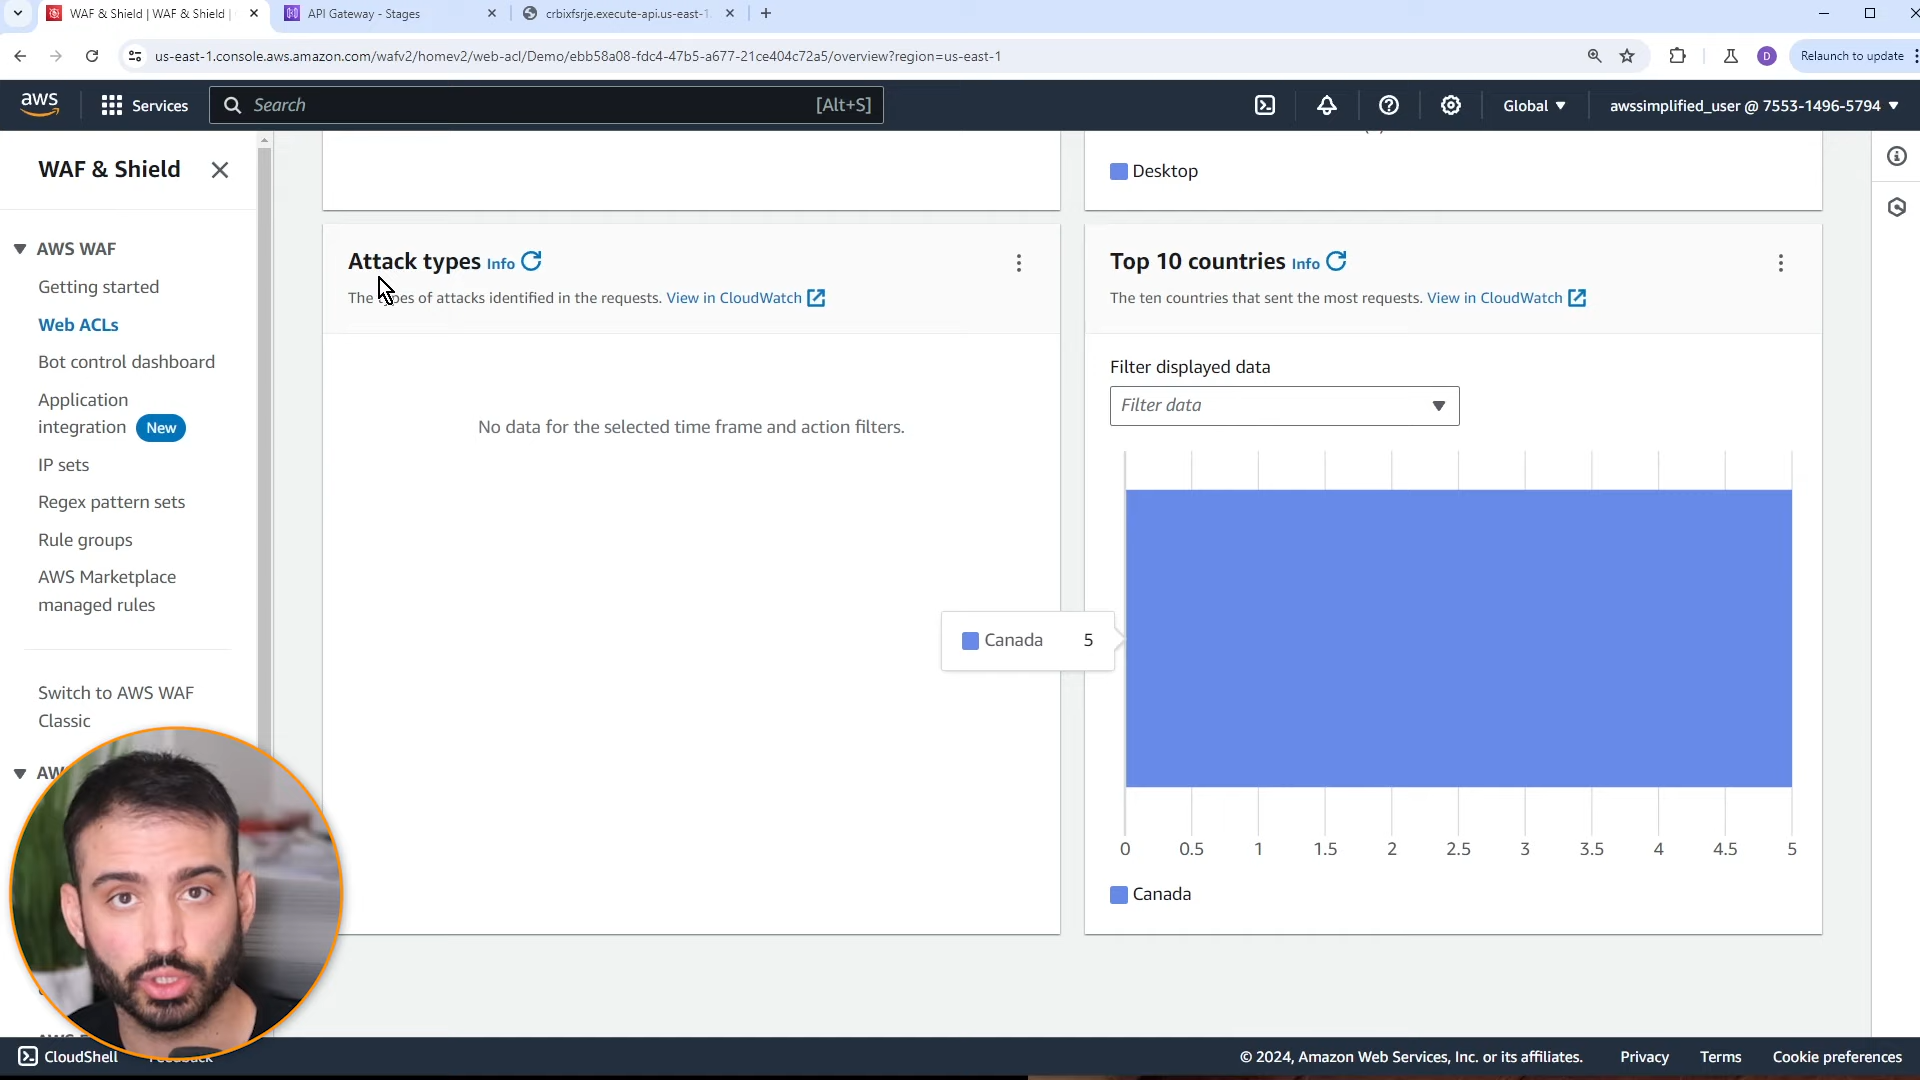 WAF & Shield | WAF & Shield |
API Gateway - Stages
crbixfsrje.execute-api.us-east-1
us-east-1.console.aws.amazon.com/wafv2/homev2/web-acl/Demo/ebb58a08-fdc4-47b5-a677-21ce404c72a5/overview?region=us-east-1
Relaunch to update
aws
Services
Search
[Alt+S]
Global
awssimplified_user @ 7553-1496-5794
WAF & Shield
AWS WAF
Getting started
Web ACLs
Bot control dashboard
Application
integration New
IP sets
Regex pattern sets
Rule groups
AWS Marketplace
managed rules
Switch to AWS WAF
Classic
Desktop
Attack types Info
The types of attacks identified in the requests. View in CloudWatch
No data for the selected time frame and action filters.
Top 10 countries Info
The ten countries that sent the most requests. View in CloudWatch
Filter displayed data
Filter data
Canada 5
0 0.5 1 1.5 2 2.5 3 3.5 4 4.5 5
Canada
CloudShell
Feedback
© 2024, Amazon Web Services, Inc. or its affiliates.
Privacy
Terms
Cookie preferences